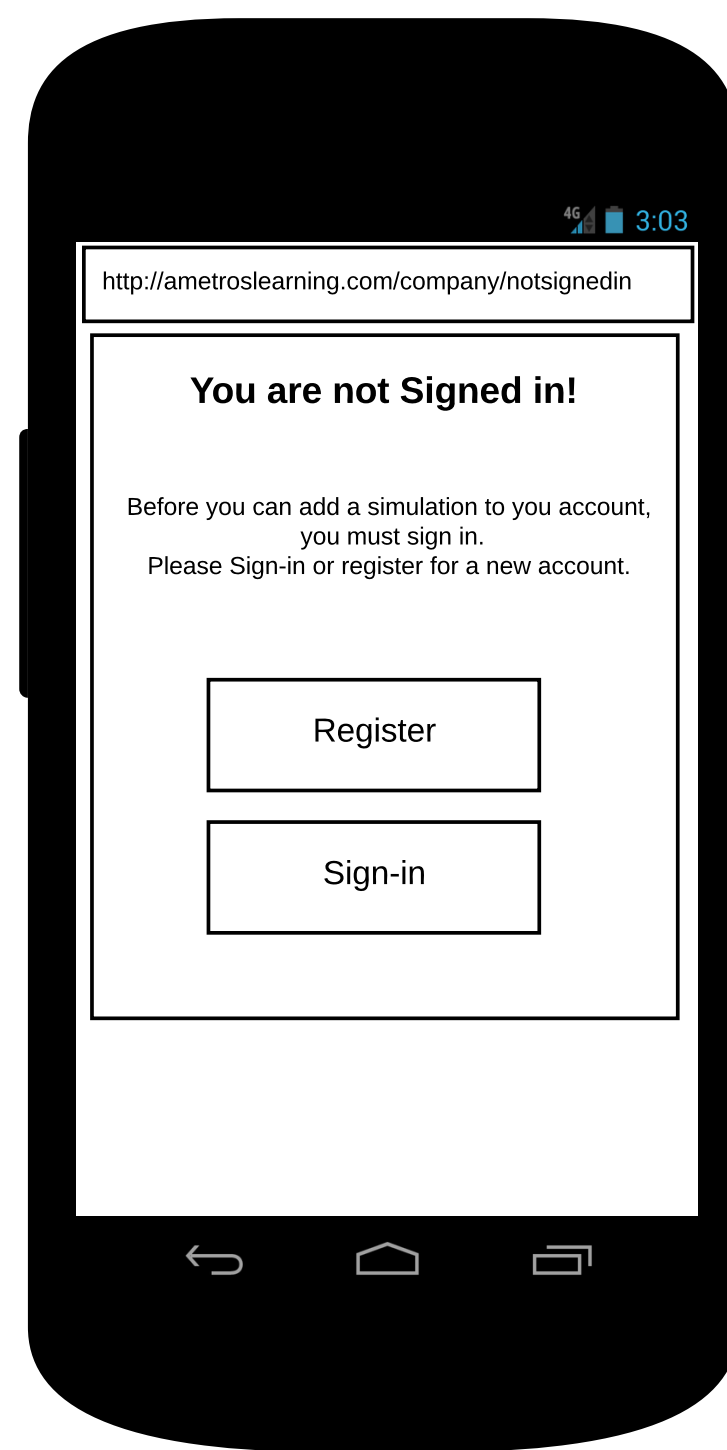 4G 3:03
http://ametroslearning.com/company/notsignedin
You are not Signed in!
Before you can add a simulation to you account,
you must sign in.
Please Sign-in or register for a new account.
Register
Sign-in